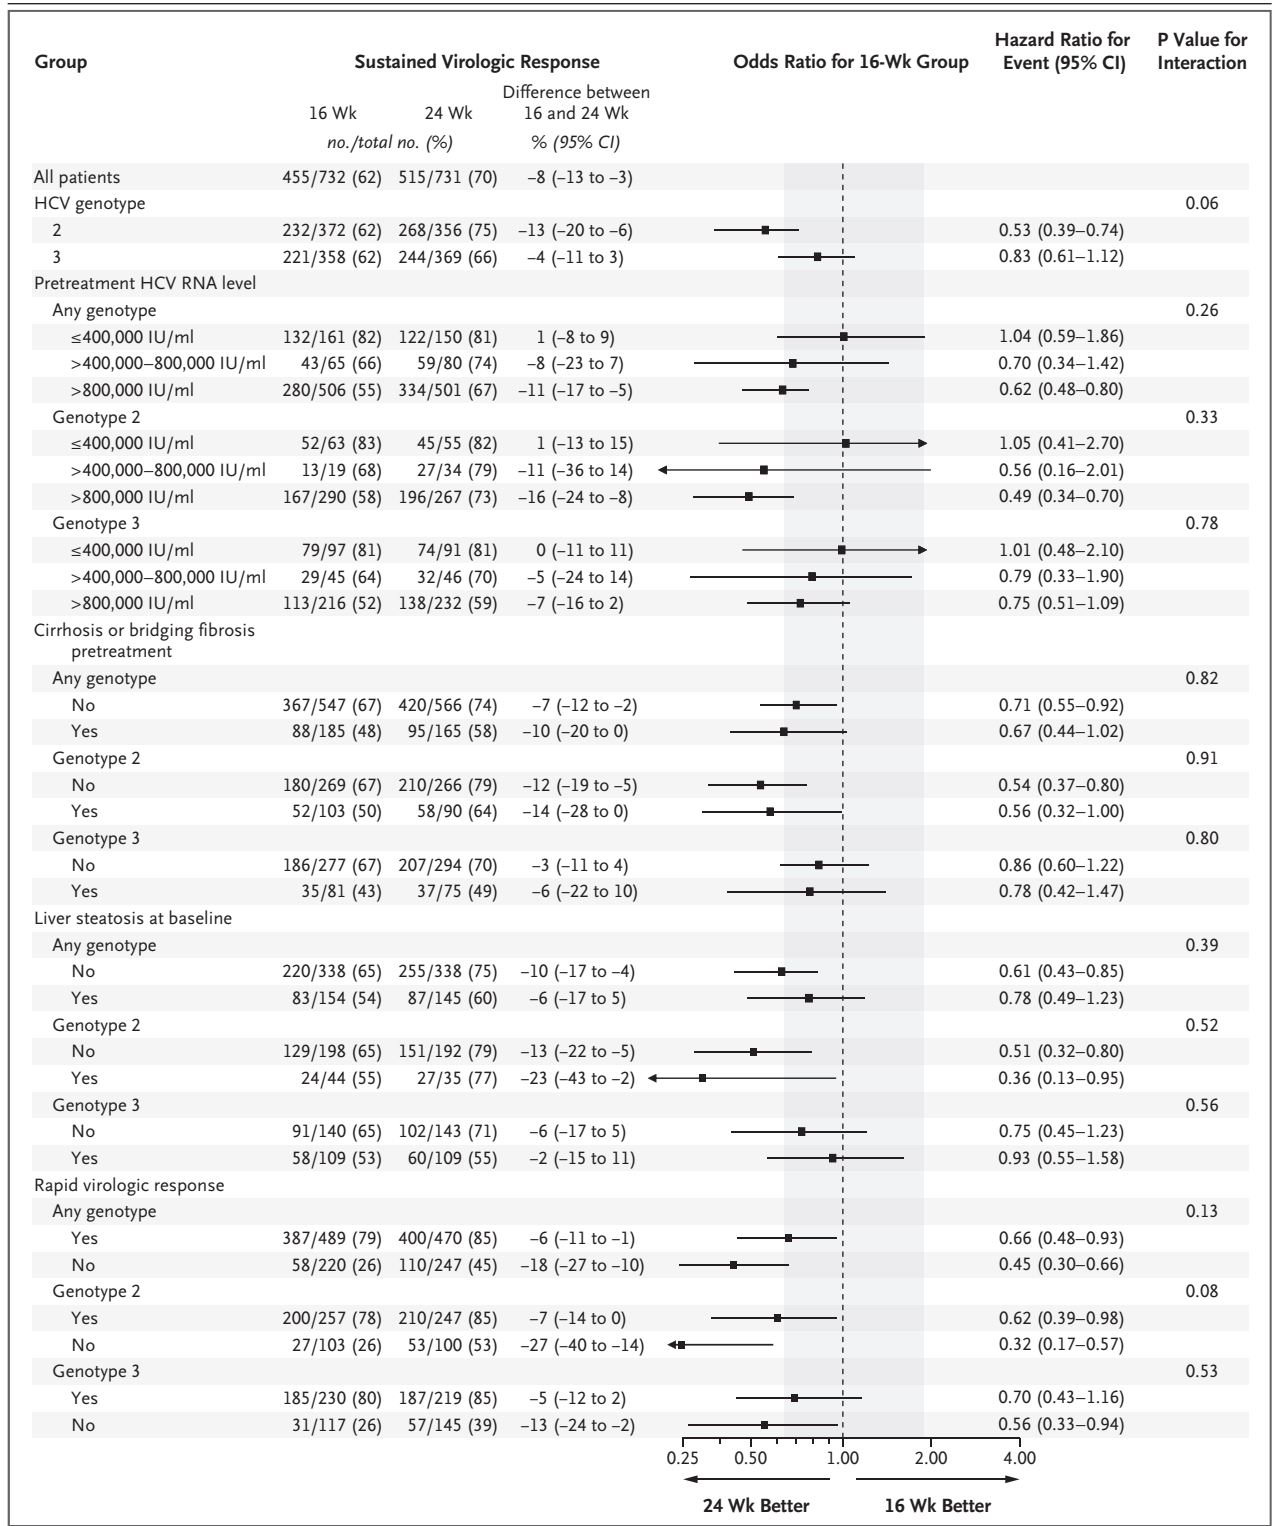 Group Sustained Virologic Response Odds Ratio for 16-Wk Group Hazard Ratio for Event (95% CI) P Value for Interaction
16 Wk 24 Wk Difference between 16 and 24 Wk
no./total no. (%) % (95% CI)
All patients 455/732 (62) 515/731 (70) –8 (–13 to –3)
HCV genotype 0.06
2 232/372 (62) 268/356 (75) –13 (–20 to –6) 0.53 (0.39–0.74)
3 221/358 (62) 244/369 (66) –4 (–11 to 3) 0.83 (0.61–1.12)
Pretreatment HCV RNA level
Any genotype 0.26
≤400,000 IU/ml 132/161 (82) 122/150 (81) 1 (–8 to 9) 1.04 (0.59–1.86)
>400,000–800,000 IU/ml 43/65 (66) 59/80 (74) –8 (–23 to 7) 0.70 (0.34–1.42)
>800,000 IU/ml 280/506 (55) 334/501 (67) –11 (–17 to –5) 0.62 (0.48–0.80)
Genotype 2 0.33
≤400,000 IU/ml 52/63 (83) 45/55 (82) 1 (–13 to 15) 1.05 (0.41–2.70)
>400,000–800,000 IU/ml 13/19 (68) 27/34 (79) –11 (–36 to 14) 0.56 (0.16–2.01)
>800,000 IU/ml 167/290 (58) 196/267 (73) –16 (–24 to –8) 0.49 (0.34–0.70)
Genotype 3 0.78
≤400,000 IU/ml 79/97 (81) 74/91 (81) 0 (–11 to 11) 1.01 (0.48–2.10)
>400,000–800,000 IU/ml 29/45 (64) 32/46 (70) –5 (–24 to 14) 0.79 (0.33–1.90)
>800,000 IU/ml 113/216 (52) 138/232 (59) –7 (–16 to 2) 0.75 (0.51–1.09)
Cirrhosis or bridging fibrosis
pretreatment
Any genotype 0.82
No 367/547 (67) 420/566 (74) –7 (–12 to –2) 0.71 (0.55–0.92)
Yes 88/185 (48) 95/165 (58) –10 (–20 to 0) 0.67 (0.44–1.02)
Genotype 2 0.91
No 180/269 (67) 210/266 (79) –12 (–19 to –5) 0.54 (0.37–0.80)
Yes 52/103 (50) 58/90 (64) –14 (–28 to 0) 0.56 (0.32–1.00)
Genotype 3 0.80
No 186/277 (67) 207/294 (70) –3 (–11 to 4) 0.86 (0.60–1.22)
Yes 35/81 (43) 37/75 (49) –6 (–22 to 10) 0.78 (0.42–1.47)
Liver steatosis at baseline
Any genotype 0.39
No 220/338 (65) 255/338 (75) –10 (–17 to –4) 0.61 (0.43–0.85)
Yes 83/154 (54) 87/145 (60) –6 (–17 to 5) 0.78 (0.49–1.23)
Genotype 2 0.52
No 129/198 (65) 151/192 (79) –13 (–22 to –5) 0.51 (0.32–0.80)
Yes 24/44 (55) 27/35 (77) –23 (–43 to –2) 0.36 (0.13–0.95)
Genotype 3 0.56
No 91/140 (65) 102/143 (71) –6 (–17 to 5) 0.75 (0.45–1.23)
Yes 58/109 (53) 60/109 (55) –2 (–15 to 11) 0.93 (0.55–1.58)
Rapid virologic response
Any genotype 0.13
Yes 387/489 (79) 400/470 (85) –6 (–11 to –1) 0.66 (0.48–0.93)
No 58/220 (26) 110/247 (45) –18 (–27 to –10) 0.45 (0.30–0.66)
Genotype 2 0.08
Yes 200/257 (78) 210/247 (85) –7 (–14 to 0) 0.62 (0.39–0.98)
No 27/103 (26) 53/100 (53) –27 (–40 to –14) 0.32 (0.17–0.57)
Genotype 3 0.53
Yes 185/230 (80) 187/219 (85) –5 (–12 to 2) 0.70 (0.43–1.16)
No 31/117 (26) 57/145 (39) –13 (–24 to –2) 0.56 (0.33–0.94)
0.25 0.50 1.00 2.00 4.00
24 Wk Better 16 Wk Better